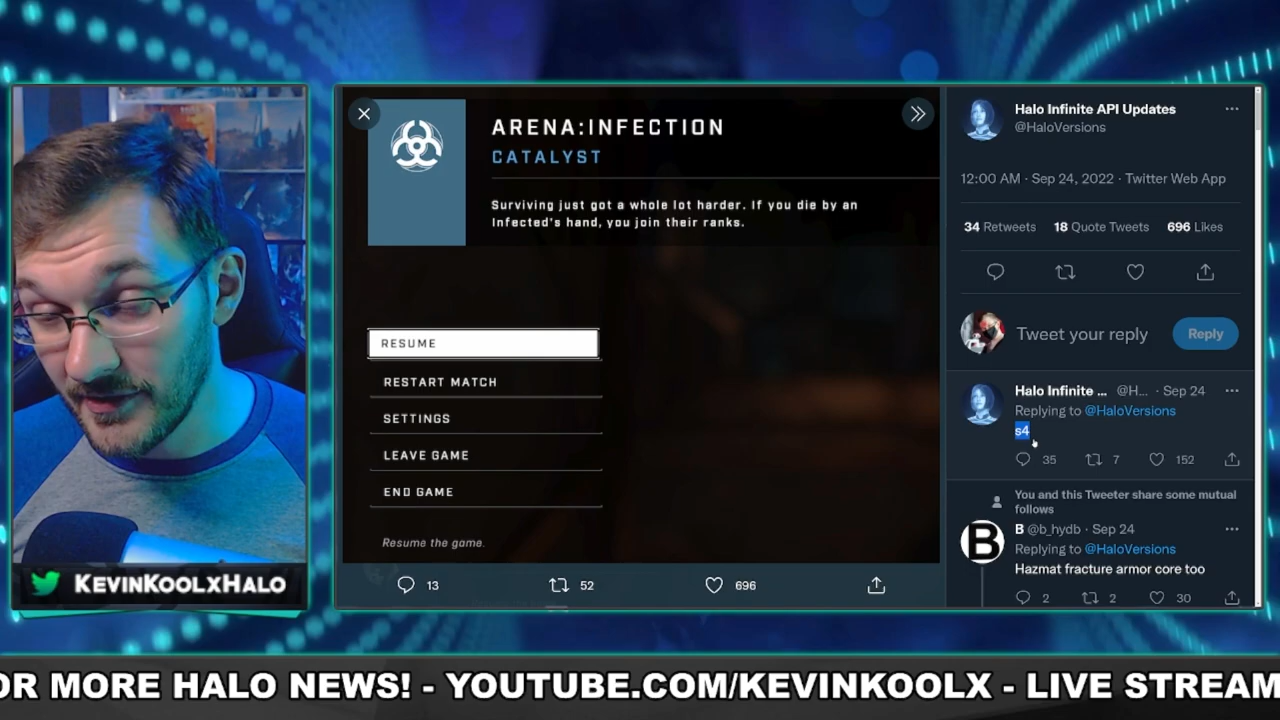 ARENA:INFECTION
CATALYST
Surviving just got a whole lot harder. If you die by an
Infected's hand, you join their ranks.
RESUME
RESTART MATCH
SETTINGS
LEAVE GAME
END GAME
Resume the game.
13
52
696
Halo Infinite API Updates
@HaloVersions
12:00 AM · Sep 24, 2022 · Twitter Web App
34 Retweets 18 Quote Tweets 696 Likes
Tweet your reply
Reply
Halo Infinite ... @H... · Sep 24
Replying to @HaloVersions
s4
35 7 152
You and this Tweeter share some mutual
follows
B @b_hydb · Sep 24
Replying to @HaloVersions
Hazmat fracture armor core too
2 2 30
B
KEVINKOOLXHALO
OR MORE HALO NEWS! - YOUTUBE.COM/KEVINKOOLX - LIVE STREAM